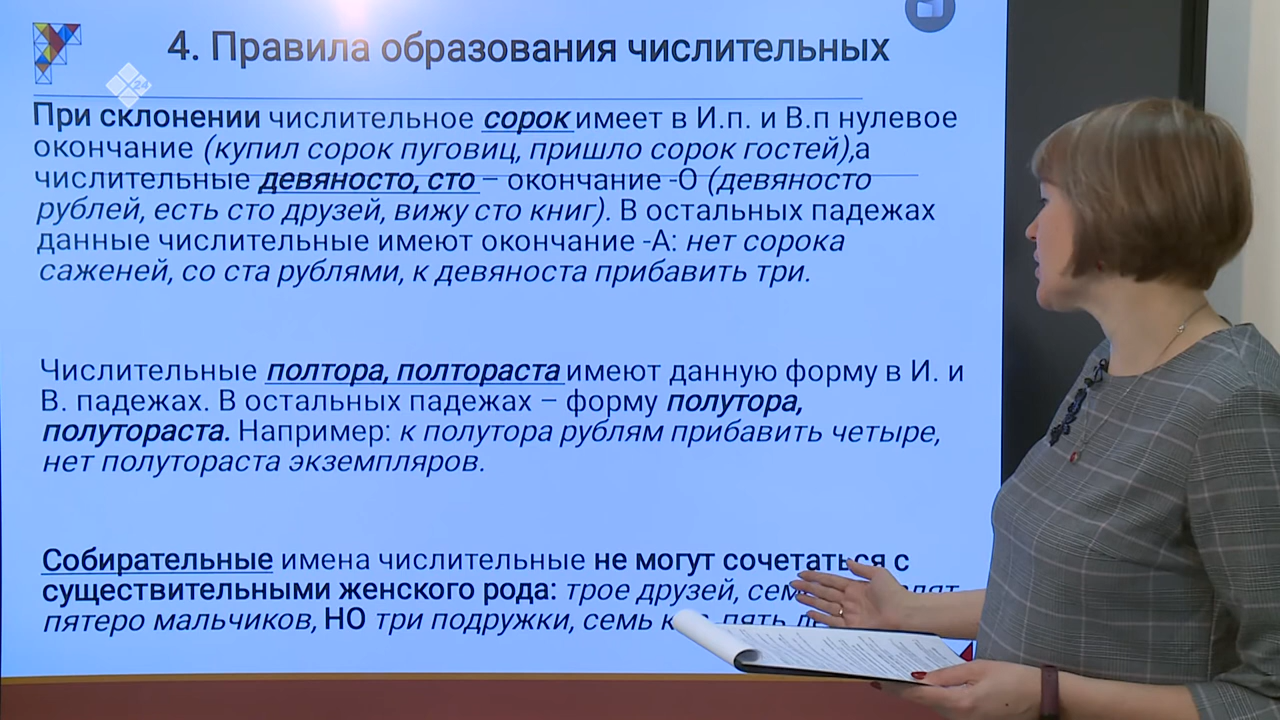 4. Правила образования числительных
24
При склонении числительное сорок имеет в И.п. и В.п нулевое
окончание (купил сорок пуговиц, пришло сорок гостей),а
числительные девяносто, сто – окончание -О (девяносто
рублей, есть сто друзей, вижу сто книг). В остальных падежах
данные числительные имеют окончание -А: нет сорока
саженей, со ста рублями, к девяноста прибавить три.
Числительные полтора, полтораста имеют данную форму в И. и
В. падежах. В остальных падежах – форму полутора,
полутораста. Например: к полутора рублям прибавить четыре,
нет полутораста экземпляров.
Собирательные имена числительные не могут сочетаться с
существительными женского рода: трое друзей,
пятеро мальчиков, НО три подружки, семь пять